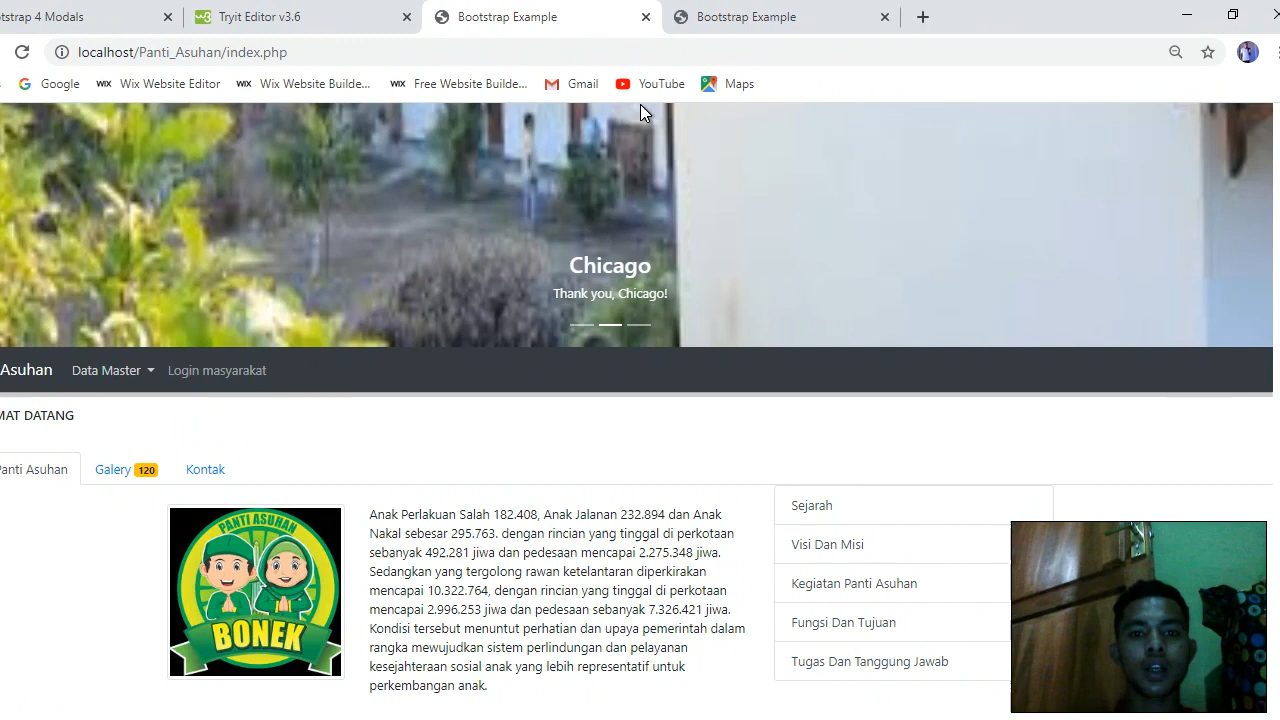 tstrap 4 Modals
Tryit Editor v3.6
Bootstrap Example
Bootstrap Example
localhost/Panti_Asuhan/index.php
Google
WIX Wix Website Editor
WIX Wix Website Builde...
WIX Free Website Builde...
Gmail
YouTube
Maps
Chicago
Thank you, Chicago!
Asuhan
Data Master
Login masyarakat
MAT DATANG
Panti Asuhan
Galery 120
Kontak
PANTI ASUHAN
BONEK
Anak Perlakuan Salah 182.408, Anak Jalanan 232.894 dan Anak
Nakal sebesar 295.763. dengan rincian yang tinggal di perkotaan
sebanyak 492.281 jiwa dan pedesaan mencapai 2.275.348 jiwa.
Sedangkan yang tergolong rawan ketelantaran diperkirakan
mencapai 10.322.764, dengan rincian yang tinggal di perkotaan
mencapai 2.996.253 jiwa dan pedesaan sebanyak 7.326.421 jiwa.
Kondisi tersebut menuntut perhatian dan upaya pemerintah dalam
rangka mewujudkan sistem perlindungan dan pelayanan
kesejahteraan sosial anak yang lebih representatif untuk
perkembangan anak.
Sejarah
Visi Dan Misi
Kegiatan Panti Asuhan
Fungsi Dan Tujuan
Tugas Dan Tanggung Jawab